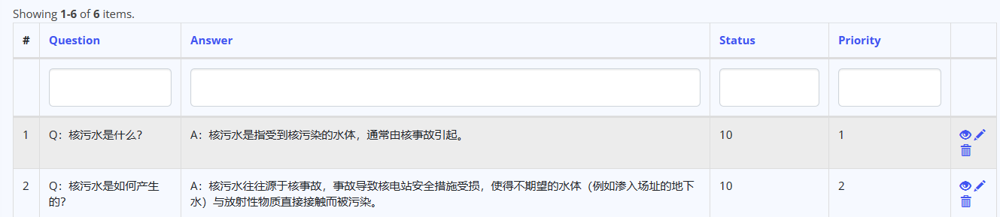 Showing 1-6 of 6 items.
# Question Answer Status Priority
1 Q：核污水是什么？ A：核污水是指受到核污染的水体，通常由核事故引起。 10 1
2 Q：核污水是如何产生 A：核污水往往源于核事故，事故导致核电站安全措施受损，使得不期望的水体（例如渗入场址的地下 10 2
的？ 水）与放射性物质直接接触而被污染。